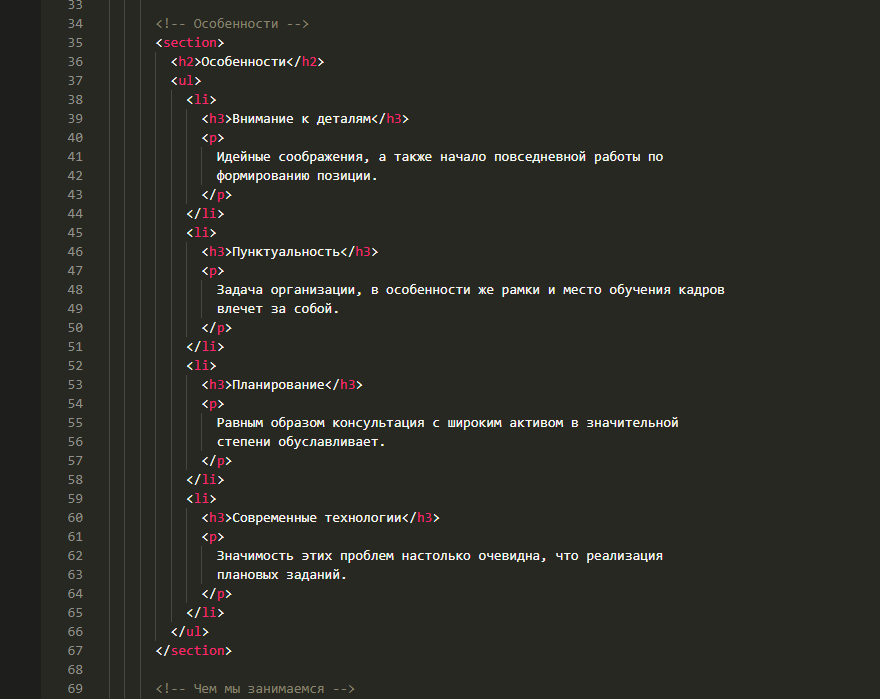 33
34 <!-- Особенности -->
35 <section>
36 <h2>Особенности</h2>
37 <ul>
38 <li>
39 <h3>Внимание к деталям</h3>
40 <p>
41 Идейные соображения, а также начало повседневной работы по
42 формированию позиции.
43 </p>
44 </li>
45 <li>
46 <h3>Пунктуальность</h3>
47 <p>
48 Задача организации, в особенности же рамки и место обучения кадров
49 влечет за собой.
50 </p>
51 </li>
52 <li>
53 <h3>Планирование</h3>
54 <p>
55 Равным образом консультация с широким активом в значительной
56 степени обуславливает.
57 </p>
58 </li>
59 <li>
60 <h3>Современные технологии</h3>
61 <p>
62 Значимость этих проблем настолько очевидна, что реализация
63 плановых заданий.
64 </p>
65 </li>
66 </ul>
67 </section>
68
69 <!-- Чем мы занимаемся -->